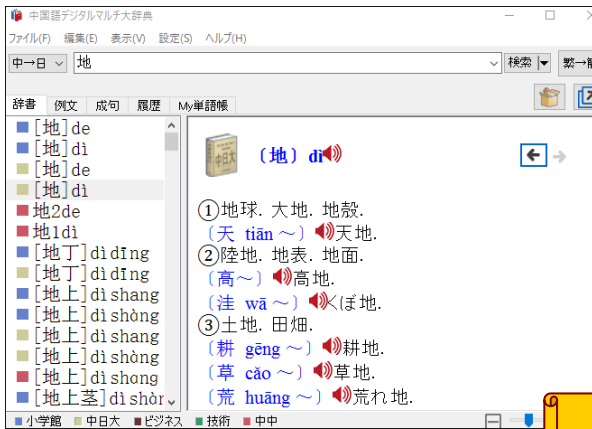 中国語デジタルマルチ大辞典
ファイル(F) 編集(E) 表示(V) 設定(S) ヘルプ(H)
中→日 地 検索 繁→
辞書 例文 成句 履歴 My単語帳
[地]de
[地]dì
[地]de
[地]dì
地2de
地1dì
[地丁]dìdīng
[地丁]dìdīng
[地上]dìshang
[地上]dìshàng
[地上]dìshang
[地上]dìshàng
[地上]dìshang
[地上茎]dìshàn
〔地〕dì
①地球. 大地. 地殻.
〔天 tiān ～〕天地.
②陸地. 地表. 地面.
〔高～〕高地.
〔洼 wā ～〕くぼ地.
③土地. 田畑.
〔耕 gēng ～〕耕地.
〔草 cǎo ～〕草地.
〔荒 huāng ～〕荒れ地.
小学館 中日大 ビジネス 技術 中中